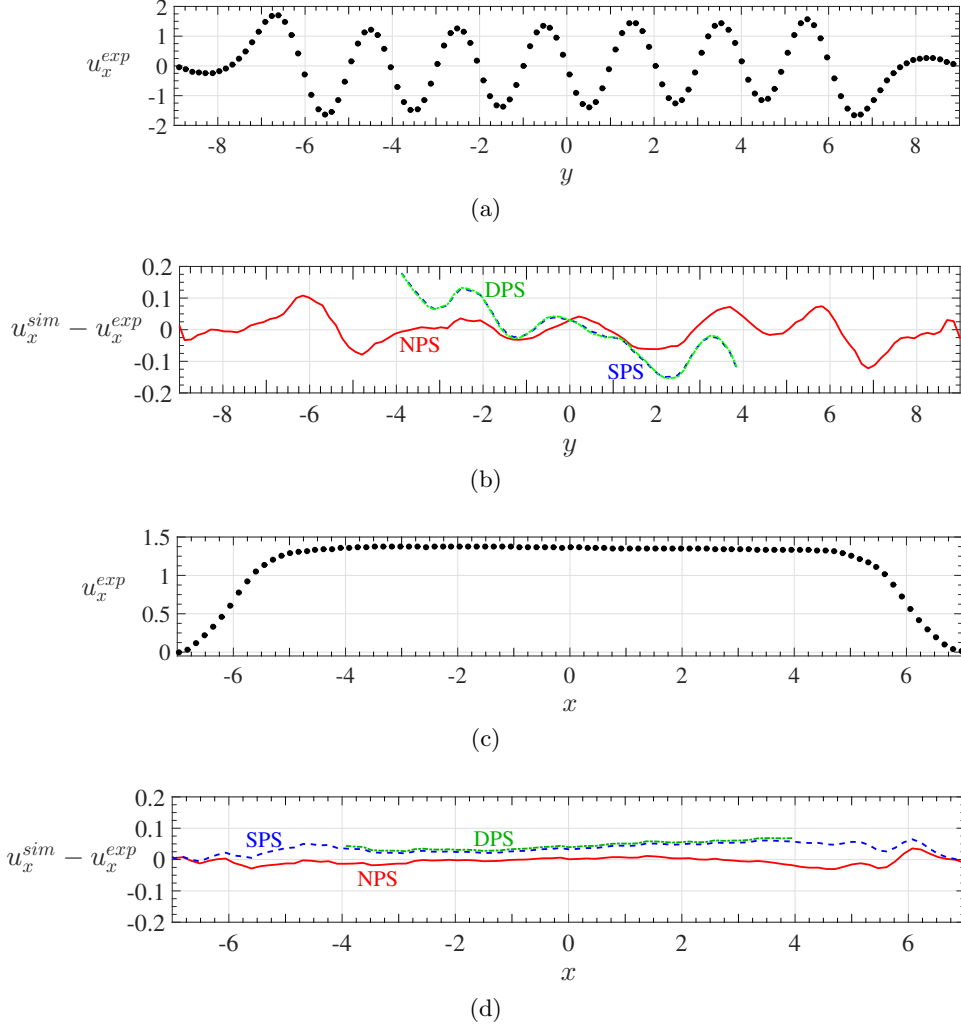 2
1
0
-1
-2
u_x^{exp}
-8 -6 -4 -2 0 2 4 6 8
y
(a)
0.2
0.1
0
-0.1
-0.2
u_x^{sim} − u_x^{exp}
DPS
NPS
SPS
-8 -6 -4 -2 0 2 4 6 8
y
(b)
1.5
1
0.5
0
u_x^{exp}
-6 -4 -2 0 2 4 6
x
(c)
0.2
0.1
0
-0.1
-0.2
u_x^{sim} − u_x^{exp}
SPS DPS
NPS
-6 -4 -2 0 2 4 6
x
(d)